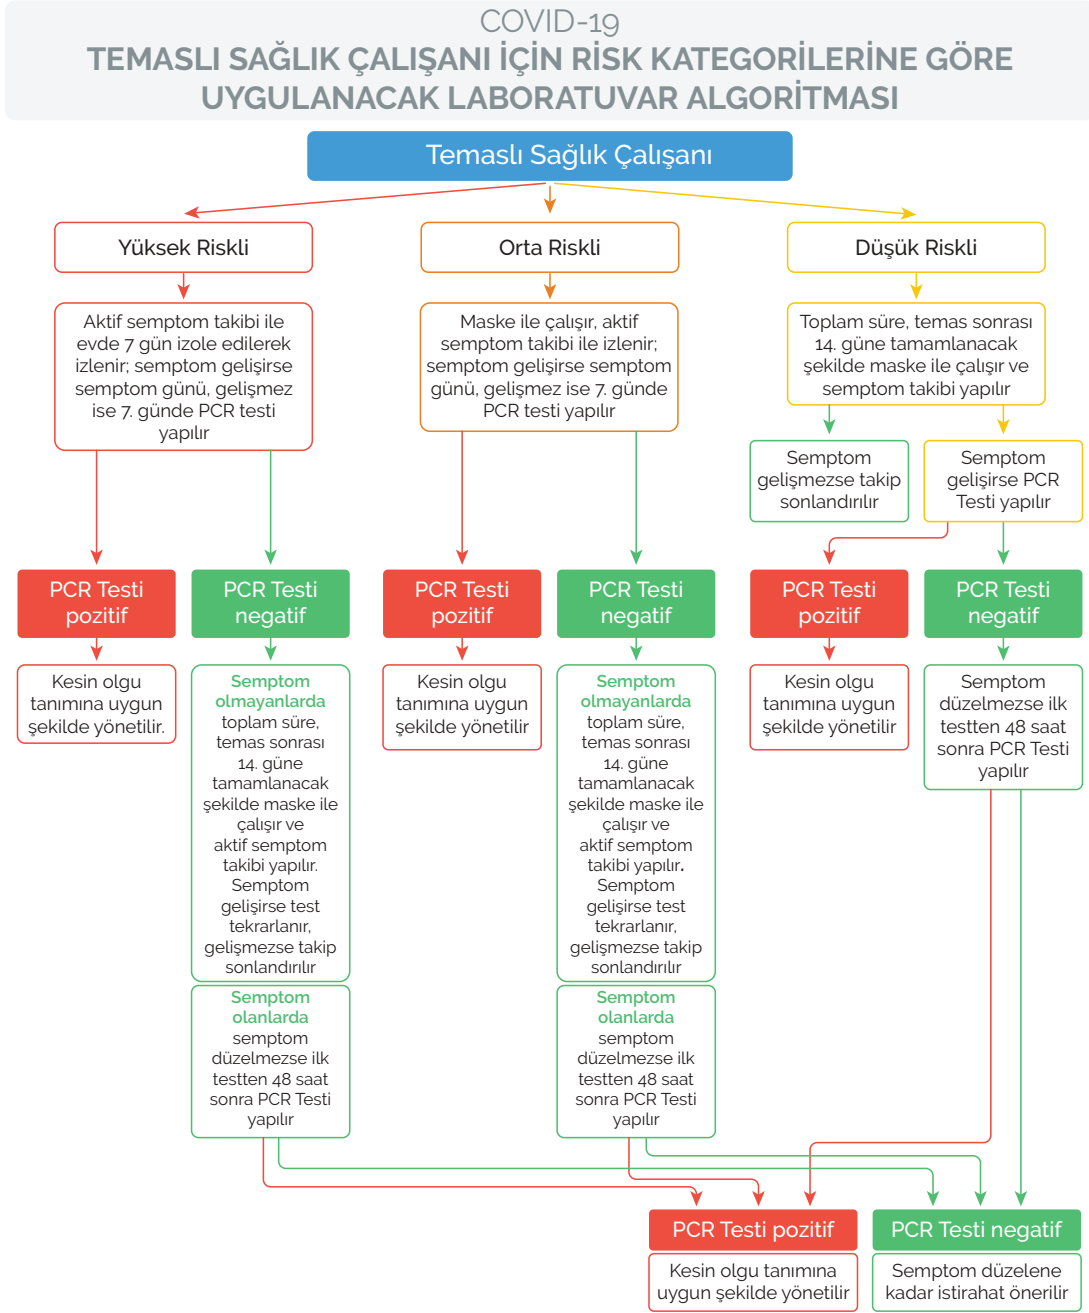 COVID-19
TEMASLI SAĞLIK ÇALIŞANI İÇİN RİSK KATEGORİLERİNE GÖRE
UYGULANACAK LABORATUVAR ALGORİTMASI
Temaslı Sağlık Çalışanı
Yüksek Riskli
Aktif semptom takibi ile
evde 7 gün izole edilerek
izlenir; semptom gelişirse
semptom günü, gelişmez
ise 7. günde PCR testi
yapılır
PCR Testi
pozitif
Kesin olgu
tanımına uygun
şekilde yönetilir.
PCR Testi
negatif
Semptom
olmayanlarda
toplam süre,
temas sonrası
14. güne
tamamlanacak
şekilde maske ile
çalışır ve
aktif semptom
takibi yapılır.
Semptom
gelişirse test
tekrarlanır,
gelişmezse takip
sonlandırılır
Semptom
olanlarda
semptom
düzelmezse ilk
testten 48 saat
sonra PCR Testi
yapılır
Orta Riskli
Maske ile çalışır, aktif
semptom takibi ile izlenir;
semptom gelişirse semptom
günü, gelişmez ise 7. günde
PCR testi yapılır
PCR Testi
pozitif
Kesin olgu
tanımına uygun
şekilde yönetilir
PCR Testi
negatif
Semptom
olmayanlarda
toplam süre,
temas sonrası
14. güne
tamamlanacak
şekilde maske ile
çalışır ve
aktif semptom
takibi yapılır.
Semptom
gelişirse test
tekrarlanır,
gelişmezse takip
sonlandırılır
Semptom
olanlarda
semptom
düzelmezse ilk
testten 48 saat
sonra PCR Testi
yapılır
Düşük Riskli
Toplam süre, temas sonrası
14. güne tamamlanacak
şekilde maske ile çalışır ve
semptom takibi yapılır
Semptom
gelişmezse takip
sonlandırılır
Semptom
gelişirse PCR
Testi yapılır
PCR Testi
pozitif
Kesin olgu
tanımına uygun
şekilde yönetilir
PCR Testi
negatif
Semptom
düzelmezse ilk
testten 48 saat
sonra PCR Testi
yapılır
PCR Testi pozitif
Kesin olgu tanımına
uygun şekilde yönetilir
PCR Testi negatif
Semptom düzelene
kadar istirahat önerilir